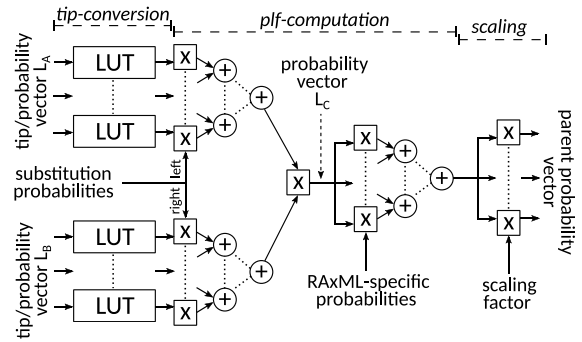 tip-conversion
plf-computation
scaling
tip/probability
vector L_A
LUT
LUT
X
X
+
+
+
substitution
probabilities
left
right
tip/probability
vector L_B
LUT
LUT
X
X
+
+
+
X
probability
vector
L_C
X
X
+
+
+
RAxML-specific
probabilities
X
X
scaling
factor
parent probability
vector